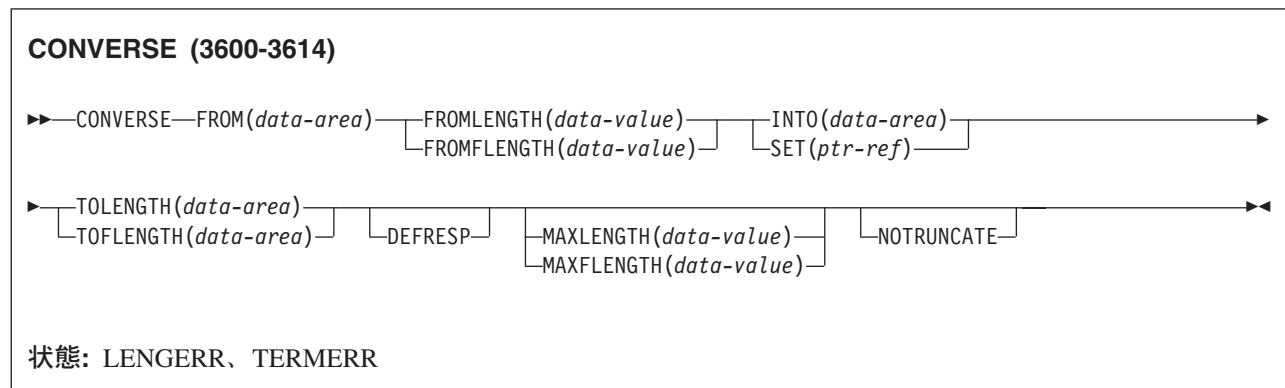 CONVERSE (3600-3614)
CONVERSE FROM(data-area) FROMLENGTH(data-value) INTO(data-area)
FROMFLENGTH(data-value) SET(ptr-ref)
TOLENGTH(data-area)
TOFLENGTH(data-area) DEFRESP MAXLENGTH(data-value) NOTRUNCATE
MAXFLENGTH(data-value)
状態: LENGERR、TERMERR